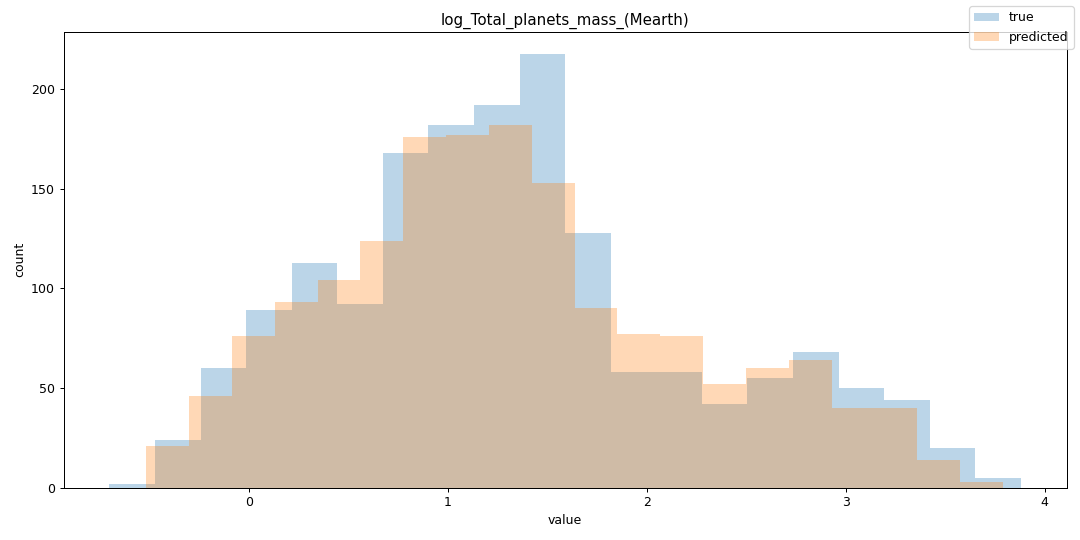 log_Total_planets_mass_(Mearth)
true
predicted
200
150
100
50
0
count
0 1 2 3 4
value